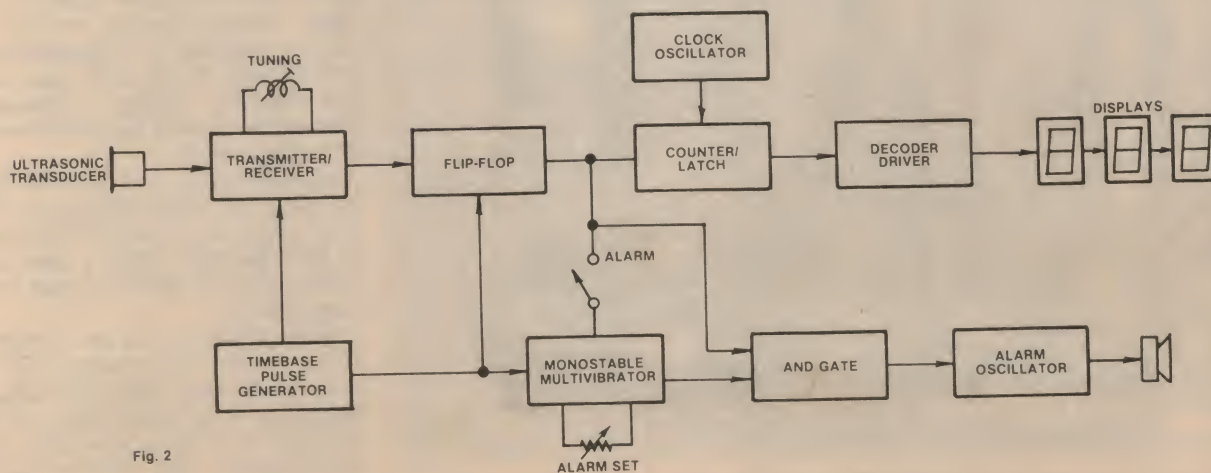 TUNING
CLOCK
OSCILLATOR
DISPLAYS
ULTRASONIC
TRANSDUCER
TRANSMITTER/
RECEIVER
FLIP-FLOP
COUNTER/
LATCH
DECODER
DRIVER
ALARM
TIMEBASE
PULSE
GENERATOR
MONOSTABLE
MULTIVIBRATOR
AND GATE
ALARM
OSCILLATOR
ALARM SET
Fig. 2